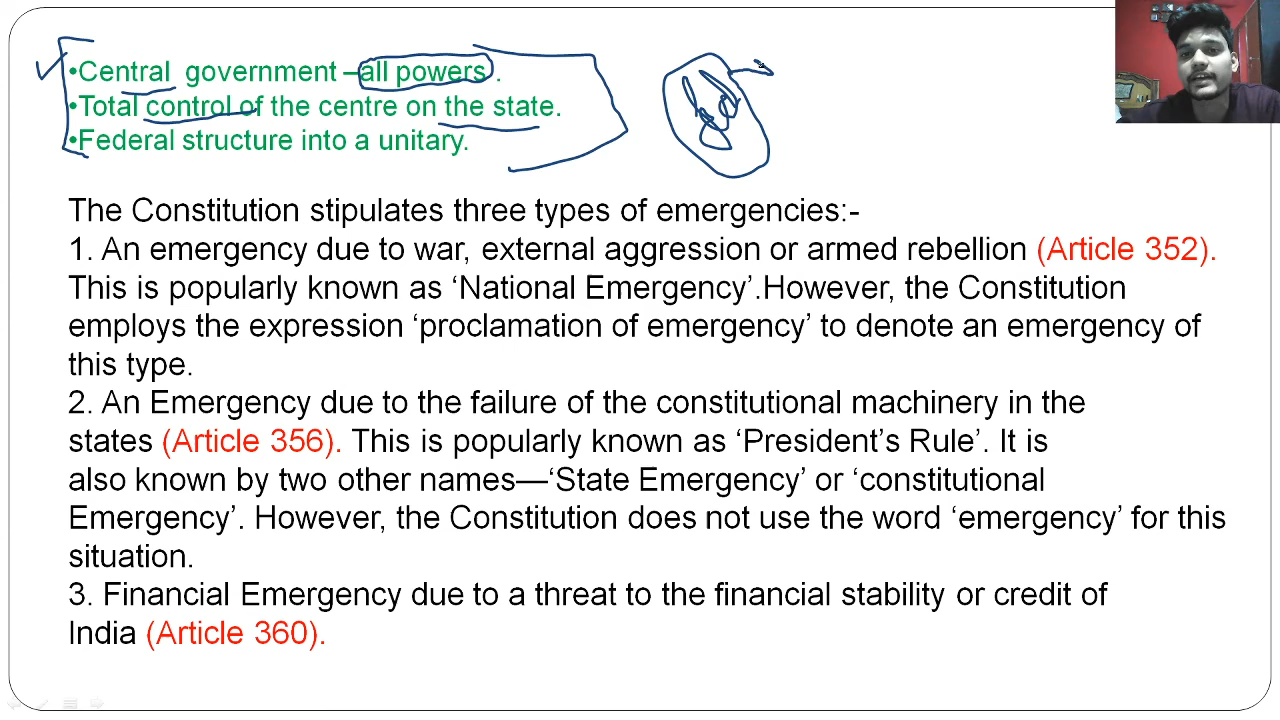 •Central government –all powers .
•Total control of the centre on the state.
•Federal structure into a unitary.
The Constitution stipulates three types of emergencies:-
1. An emergency due to war, external aggression or armed rebellion (Article 352).
This is popularly known as ‘National Emergency’.However, the Constitution
employs the expression ‘proclamation of emergency’ to denote an emergency of
this type.
2. An Emergency due to the failure of the constitutional machinery in the
states (Article 356). This is popularly known as ‘President’s Rule’. It is
also known by two other names—‘State Emergency’ or ‘constitutional
Emergency’. However, the Constitution does not use the word ‘emergency’ for this
situation.
3. Financial Emergency due to a threat to the financial stability or credit of
India (Article 360).